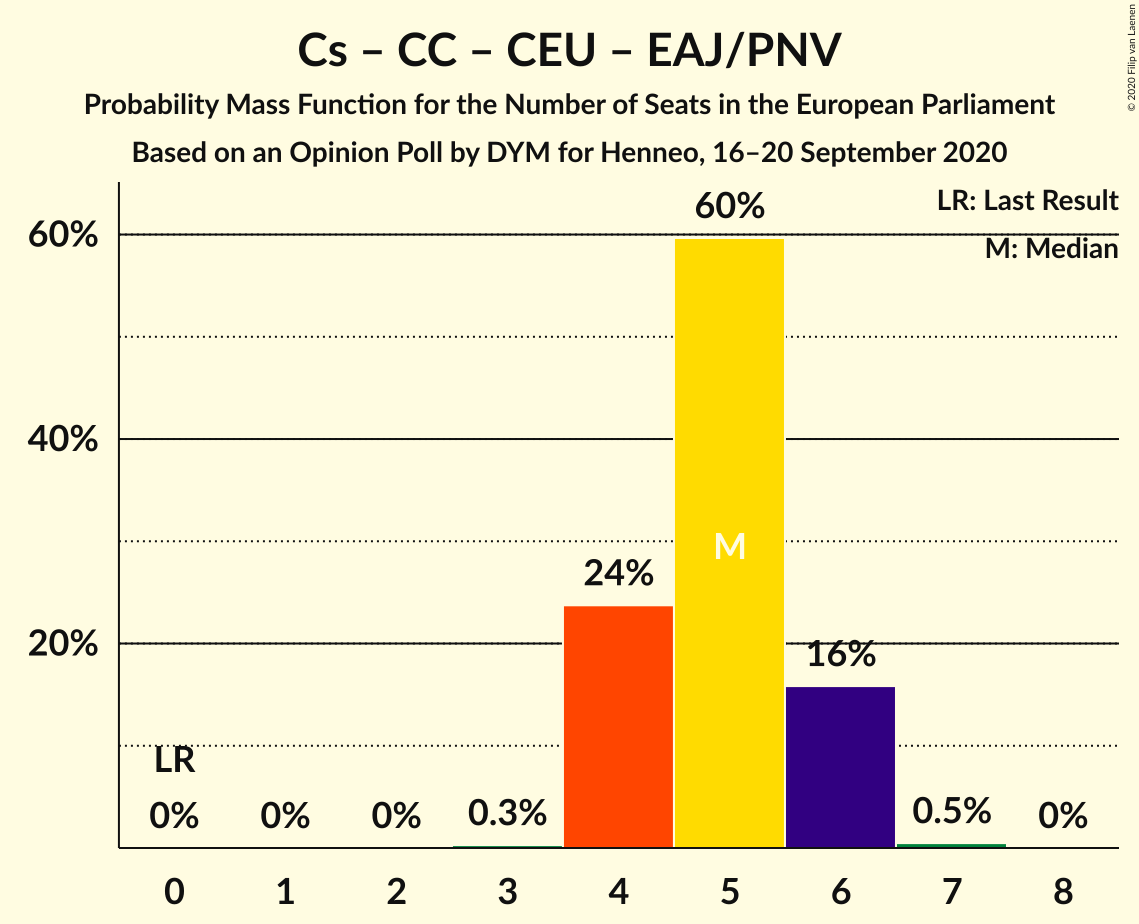 Cs – CC – CEU – EAJ/PNV
Probability Mass Function for the Number of Seats in the European Parliament
Based on an Opinion Poll by DYM for Henneo, 16–20 September 2020
© 2020 Filip van Laenen
LR: Last Result
M: Median
60%
40%
20%
60%
M
24%
16%
LR
0%
0%
0%
0.3%
0.5%
0%
0 1 2 3 4 5 6 7 8